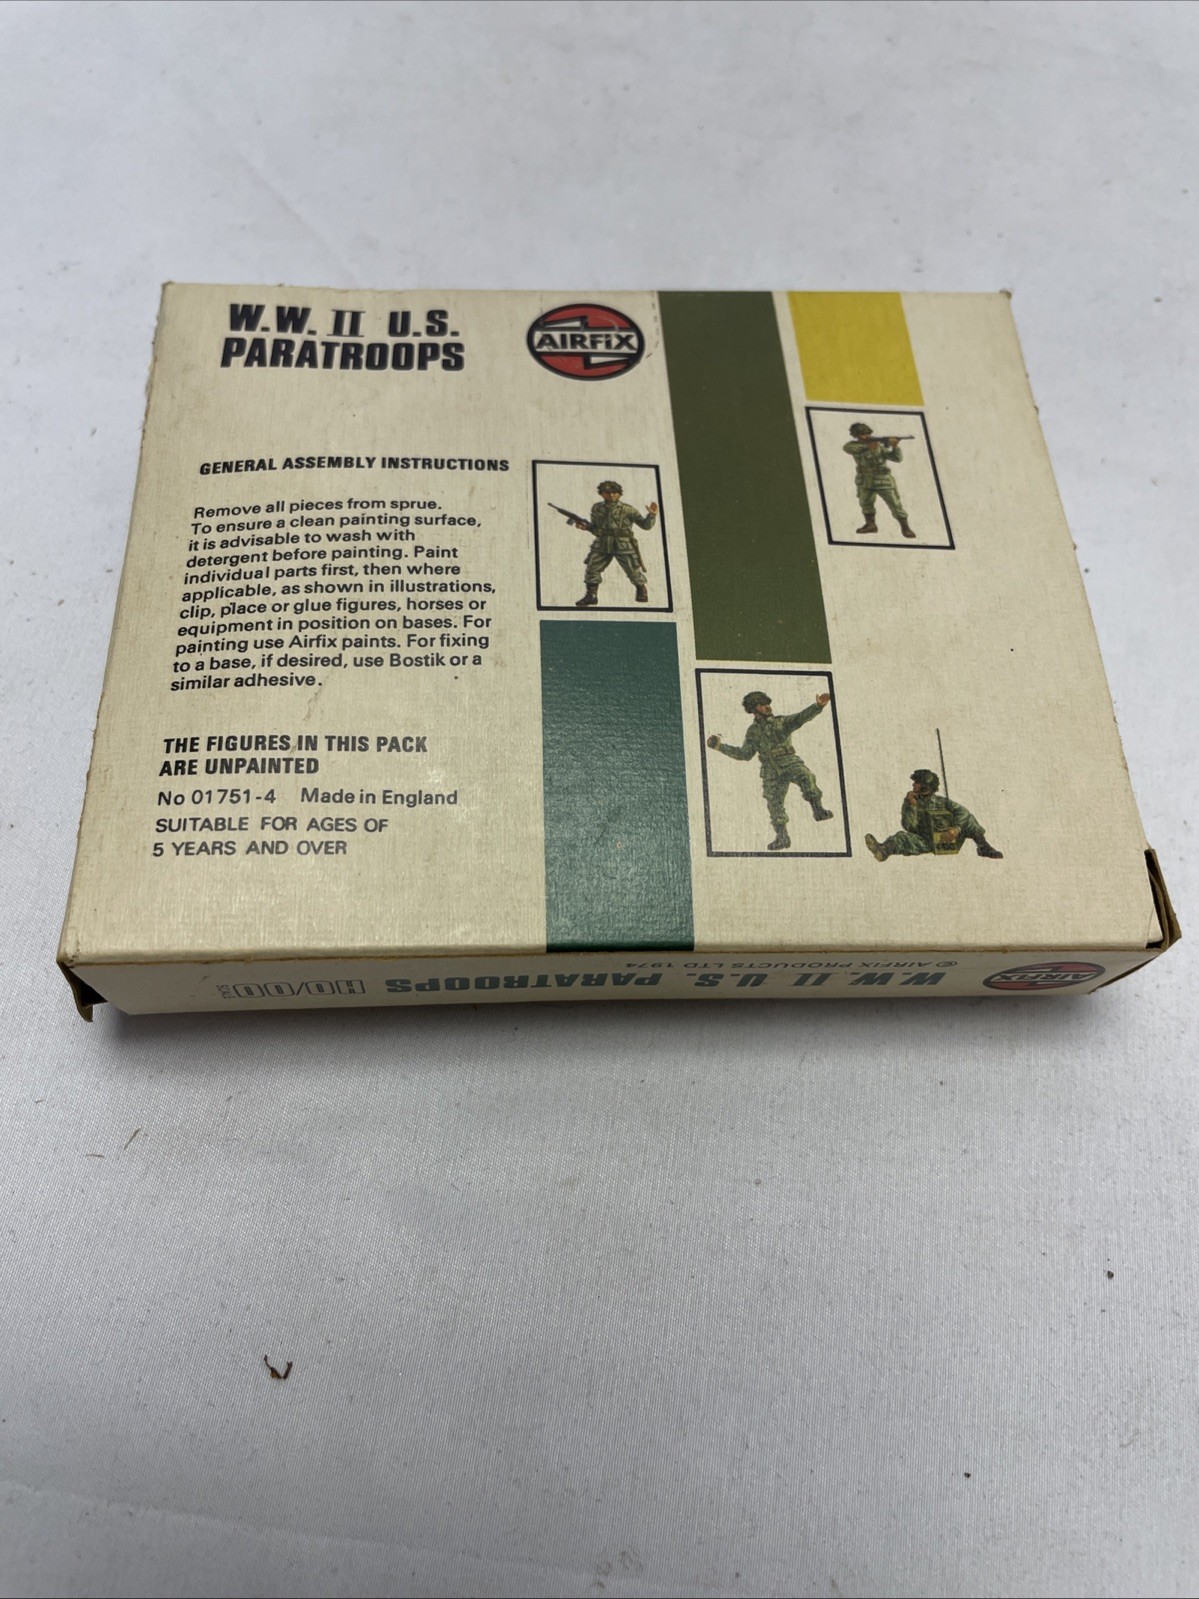 W.W. II U.S.
PARATROOPS
AIRFIX
GENERAL ASSEMBLY INSTRUCTIONS
Remove all pieces from sprue.
To ensure a clean painting surface,
it is advisable to wash with
detergent before painting. Paint
individual parts first, then where
applicable, as shown in illustrations,
clip, place or glue figures, horses or
equipment in position on bases. For
painting use Airfix paints. For fixing
to a base, if desired, use Bostik or a
similar adhesive.
THE FIGURES IN THIS PACK
ARE UNPAINTED
No 01751-4 Made in England
SUITABLE FOR AGES OF
5 YEARS AND OVER
AIRFIX
W.W. II U.S. PARATROOPS HO/OO SCALE
© AIRFIX PRODUCTS LTD 1974